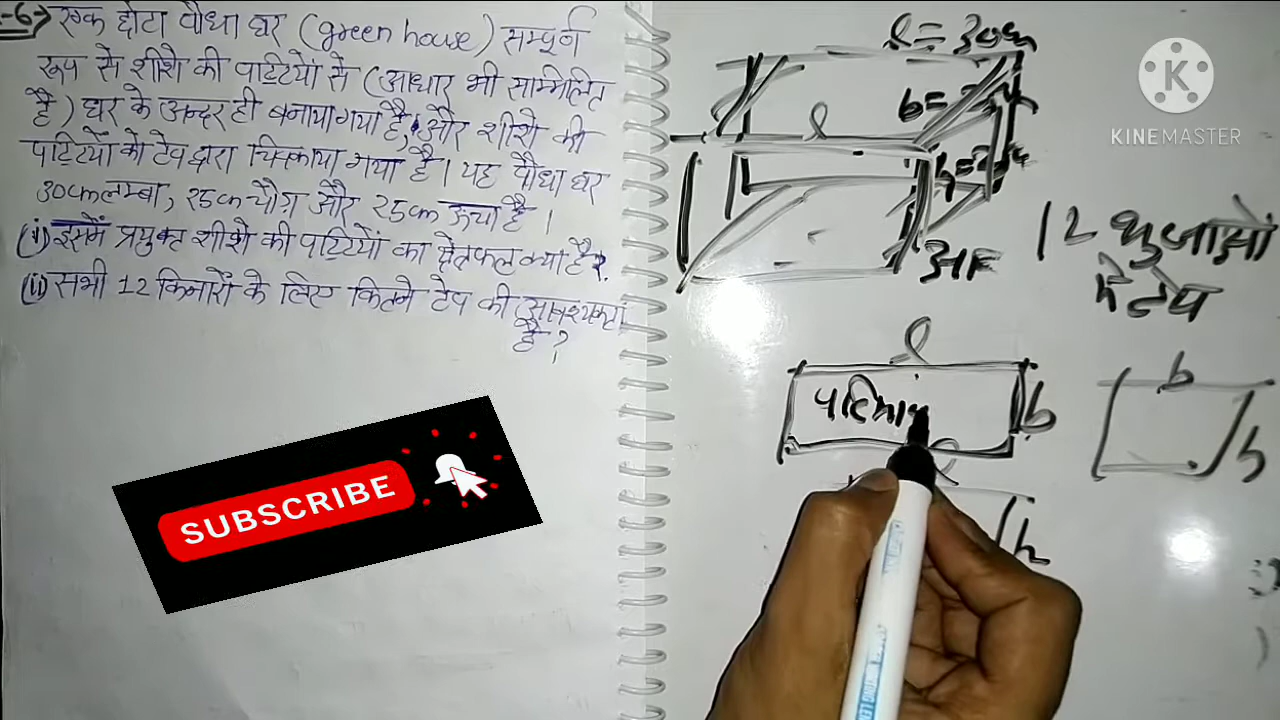 -6-) एक छोटा पौधा घर (green house) सम्पूर्ण
रूप से शीशे की पट्टियों से (आधार भी सम्मिलित
है) घर के अन्दर ही बनाया गया है, और शीशे की
पट्टियों को टेप द्वारा चिपकाया गया है। यह पौधा घर
30cm लम्बा, 25cm चौड़ा और 25cm ऊंचा है।
(i) इसमें प्रयुक्त शीशे की पट्टियों का क्षेत्रफल क्या है?
(ii) सभी 12 किनारों के लिए कितने टेप की आवश्यकता
है?
SUBSCRIBE
l = 30cm
b =
l
h =
12 भुजाओं
में टेप
l
b
b
h
h
K
KINEMASTER